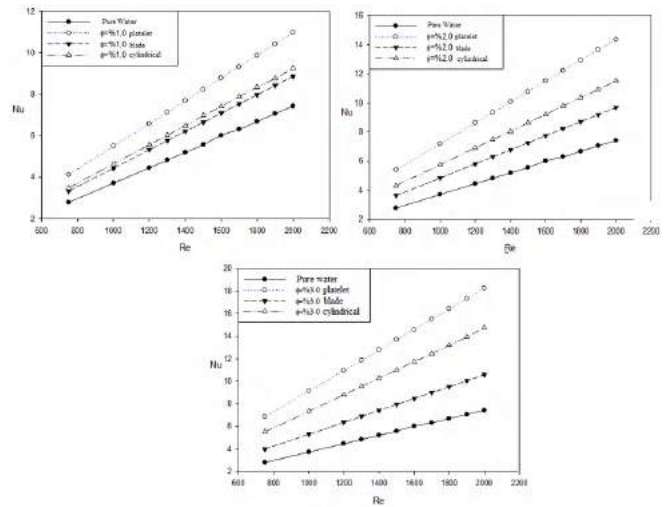 Pure Water
φ=%1,0 platelet
φ=%1,0 blade
φ=%1,0 cylindrical
12
10
8
6
4
2
Nu
600 800 1000 1200 1400 1600 1800 2000 2200
Re
Pure Water
φ=%2.0 platelet
φ=%2.0 blade
φ=%2.0 cylindrical
16
14
12
10
8
6
4
2
Nu
600 800 1000 1200 1400 1600 1800 2000 2200
Re
Pure water
φ=%3.0 platelet
φ=%3.0 blade
φ=%3.0 cylindrical
20
18
16
14
12
10
8
6
4
2
Nu
600 800 1000 1200 1400 1600 1800 2000 2200
Re